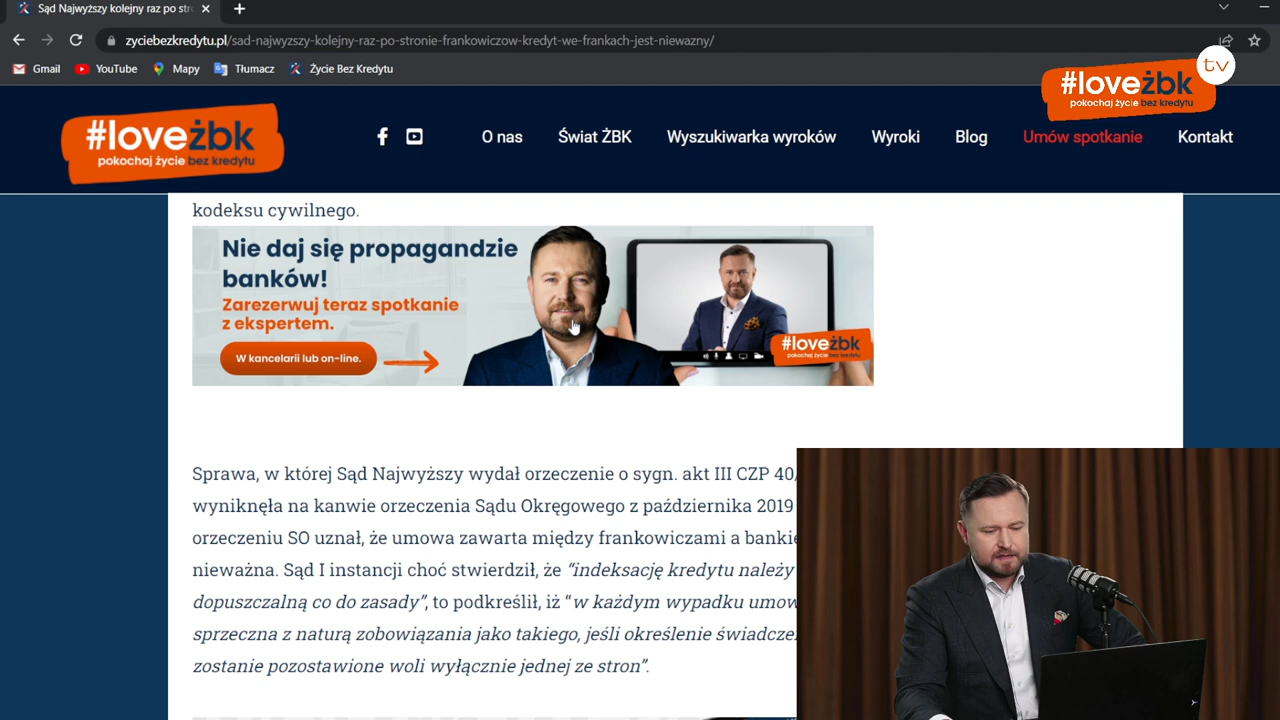 Sąd Najwyższy kolejny raz po str
zyciebezkredytu.pl/sad-najwyzszy-kolejny-raz-po-stronie-frankowiczow-kredyt-we-frankach-jest-niewazny/
Gmail YouTube Mapy Tłumacz Życie Bez Kredytu
tv
#loveżbk
pokochaj życie bez kredytu
#loveżbk
pokochaj życie bez kredytu
O nas Świat ŻBK Wyszukiwarka wyroków Wyroki Blog Umów spotkanie Kontakt
kodeksu cywilnego.
Nie daj się propagandzie
banków!
Zarezerwuj teraz spotkanie
z ekspertem.
W kancelarii lub on-line.
#loveżbk
pokochaj życie bez kredytu
Sprawa, w której Sąd Najwyższy wydał orzeczenie o sygn. akt III CZP 40/
wyniknęła na kanwie orzeczenia Sądu Okręgowego z października 2019
orzeczeniu SO uznał, że umowa zawarta między frankowiczami a bankie
nieważna. Sąd I instancji choć stwierdził, że “indeksację kredytu należy
dopuszczalną co do zasady”, to podkreślił, iż “w każdym wypadku umow
sprzeczna z naturą zobowiązania jako takiego, jeśli określenie świadcze
zostanie pozostawione woli wyłącznie jednej ze stron”.